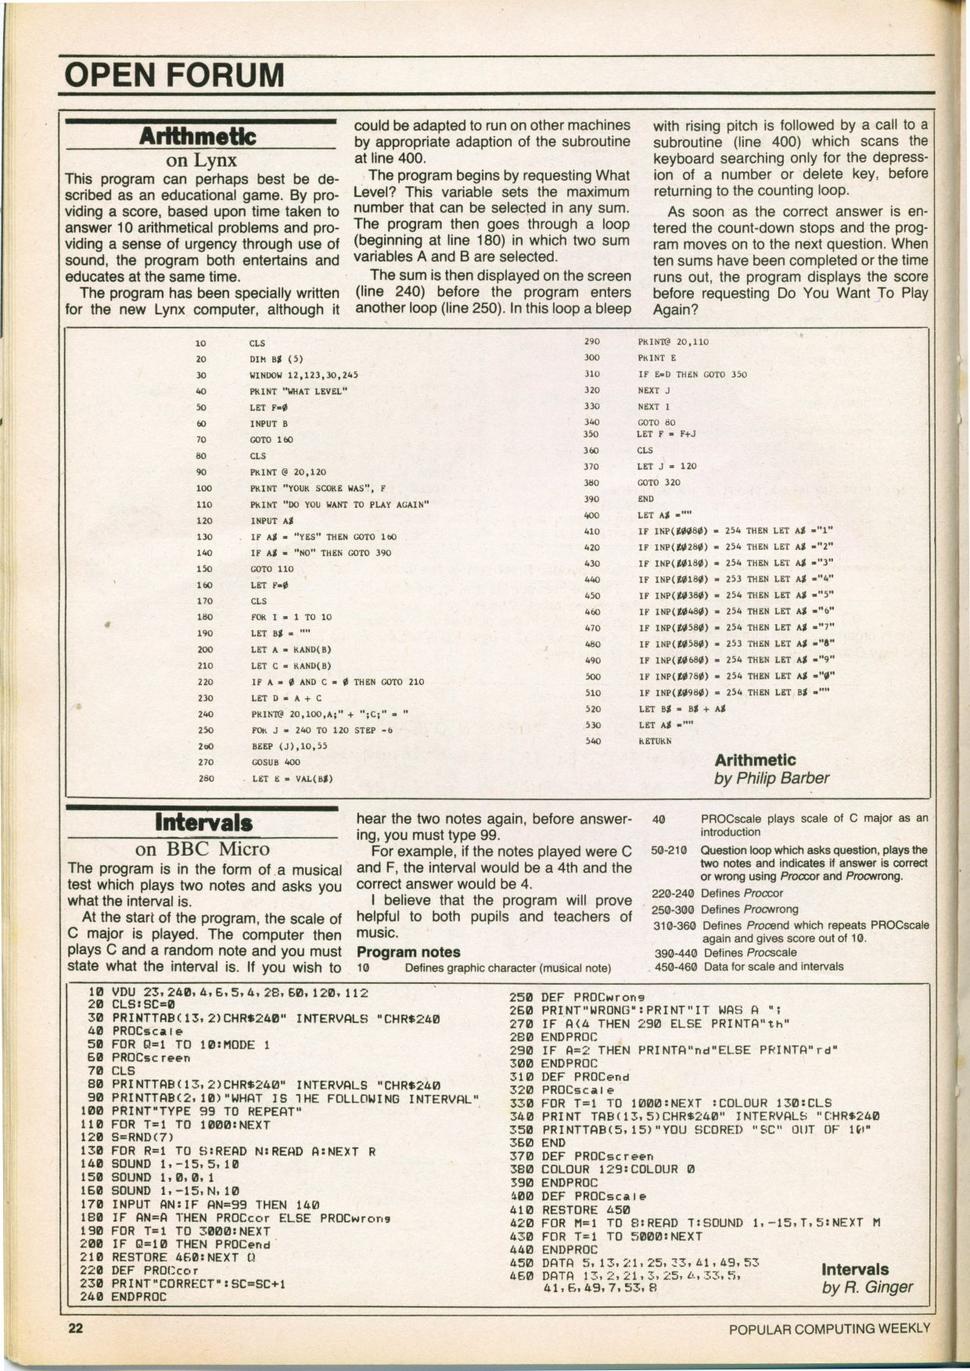 OPEN FORUM
Arithmetic
on Lynx
This program can perhaps best be de-
scribed as an educational game. By pro-
viding a score, based upon time taken to
answer 10 arithmetical problems and pro-
viding a sense of urgency through use of
sound, the program both entertains and
educates at the same time.
The program has been specially written
for the new Lynx computer, although it
could be adapted to run on other machines
by appropriate adaption of the subroutine
at line 400.
The program begins by requesting What
Level? This variable sets the maximum
number that can be selected in any sum.
The program then goes through a loop
(beginning at line 180) in which two sum
variables A and B are selected.
The sum is then displayed on the screen
(line 240) before the program enters
another loop (line 250). In this loop a bleep
with rising pitch is followed by a call to a
subroutine (line 400) which scans the
keyboard searching only for the depress-
ion of a number or delete key, before
returning to the counting loop.
As soon as the correct answer is en-
tered the count-down stops and the prog-
ram moves on to the next question. When
ten sums have been completed or the time
runs out, the program displays the score
before requesting Do You Want To Play
Again?
10 CLS
20 DIM B$ (5)
30 WINDOW 12,123,30,245
40 PRINT "WHAT LEVEL"
50 LET F=Ø
60 INPUT B
70 GOTO 160
80 CLS
90 PRINT @ 20,120
100 PRINT "YOUR SCORE WAS", F
110 PRINT "DO YOU WANT TO PLAY AGAIN"
120 INPUT A$
130 IF A$ = "YES" THEN GOTO 160
140 IF A$ = "NO" THEN GOTO 390
150 GOTO 110
160 LET F=Ø
170 CLS
180 FOR I = 1 TO 10
190 LET B$ = ""
200 LET A = RAND(B)
210 LET C = RAND(B)
220 IF A = Ø AND C = Ø THEN GOTO 210
230 LET D = A + C
240 PRINT@ 20,100,A;" + ";C;" = "
250 FOR J = 240 TO 120 STEP -6
260 BEEP (J),10,55
270 GOSUB 400
280 LET E = VAL(B$)
290 PRINT@ 20,110
300 PRINT E
310 IF E=D THEN GOTO 350
320 NEXT J
330 NEXT I
340 GOTO 80
350 LET F = F+J
360 CLS
370 LET J = 120
380 GOTO 320
390 END
400 LET A$ =""
410 IF INP(£ØØ8Ø) = 254 THEN LET A$ ="1"
420 IF INP(£Ø28Ø) = 254 THEN LET A$ ="2"
430 IF INP(£Ø18Ø) = 254 THEN LET A$ ="3"
440 IF INP(£Ø18Ø) = 253 THEN LET A$ ="4"
450 IF INP(£Ø38Ø) = 254 THEN LET A$ ="5"
460 IF INP(£Ø48Ø) = 254 THEN LET A$ ="6"
470 IF INP(£Ø58Ø) = 254 THEN LET A$ ="7"
480 IF INP(£Ø58Ø) = 253 THEN LET A$ ="8"
490 IF INP(£Ø68Ø) = 254 THEN LET A$ ="9"
500 IF INP(£Ø78Ø) = 254 THEN LET A$ ="Ø"
510 IF INP(£Ø98Ø) = 254 THEN LET B$ =""
520 LET B$ = B$ + A$
530 LET A$ =""
540 RETURN
Arithmetic
by Philip Barber
Intervals
on BBC Micro
The program is in the form of a musical
test which plays two notes and asks you
what the interval is.
At the start of the program, the scale of
C major is played. The computer then
plays C and a random note and you must
state what the interval is. If you wish to
hear the two notes again, before answer-
ing, you must type 99.
For example, if the notes played were C
and F, the interval would be a 4th and the
correct answer would be 4.
I believe that the program will prove
helpful to both pupils and teachers of
music.
Program notes
10 Defines graphic character (musical note)
40 PROCscale plays scale of C major as an
introduction
50-210 Question loop which asks question, plays the
two notes and indicates if answer is correct
or wrong using Proccor and Procwrong.
220-240 Defines Proccor
250-300 Defines Procwrong
310-360 Defines Procend which repeats PROCscale
again and gives score out of 10.
390-440 Defines Procscale
450-460 Data for scale and intervals
10 VDU 23,240,4,6,5,4,28,60,120,112
20 CLS:SC=0
30 PRINTTAB(13,2)CHR$240" INTERVALS "CHR$240
40 PROCscale
50 FOR Q=1 TO 10:MODE 1
60 PROCscreen
70 CLS
80 PRINTTAB(13,2)CHR$240" INTERVALS "CHR$240
90 PRINTTAB(2,10)"WHAT IS THE FOLLOWING INTERVAL"
100 PRINT"TYPE 99 TO REPEAT"
110 FOR T=1 TO 1000:NEXT
120 S=RND(7)
130 FOR R=1 TO S:READ N:READ A:NEXT R
140 SOUND 1,-15,5,10
150 SOUND 1,0,0,1
160 SOUND 1,-15,N,10
170 INPUT AN:IF AN=99 THEN 140
180 IF AN=A THEN PROCcor ELSE PROCwrong
190 FOR T=1 TO 3000:NEXT
200 IF Q=10 THEN PROCend
210 RESTORE 460:NEXT Q
220 DEF PROCcor
230 PRINT"CORRECT":SC=SC+1
240 ENDPROC
250 DEF PROCwrong
260 PRINT"WRONG":PRINT"IT WAS A ";
270 IF A<4 THEN 290 ELSE PRINTA"th"
280 ENDPROC
290 IF A=2 THEN PRINTA"nd"ELSE PRINTA"rd"
300 ENDPROC
310 DEF PROCend
320 PROCscale
330 FOR T=1 TO 1000:NEXT :COLOUR 130:CLS
340 PRINT TAB(13,5)CHR$240" INTERVALS "CHR$240
350 PRINTTAB(5,15)"YOU SCORED "SC" OUT OF 10"
360 END
370 DEF PROCscreen
380 COLOUR 129:COLOUR 0
390 ENDPROC
400 DEF PROCscale
410 RESTORE 450
420 FOR M=1 TO 8:READ T:SOUND 1,-15,T,5:NEXT M
430 FOR T=1 TO 5000:NEXT
440 ENDPROC
450 DATA 5,13,21,25,33,41,49,53
460 DATA 13,2,21,3,25,4,33,5,
41,6,49,7,53,8
Intervals
by R. Ginger
22
POPULAR COMPUTING WEEKLY